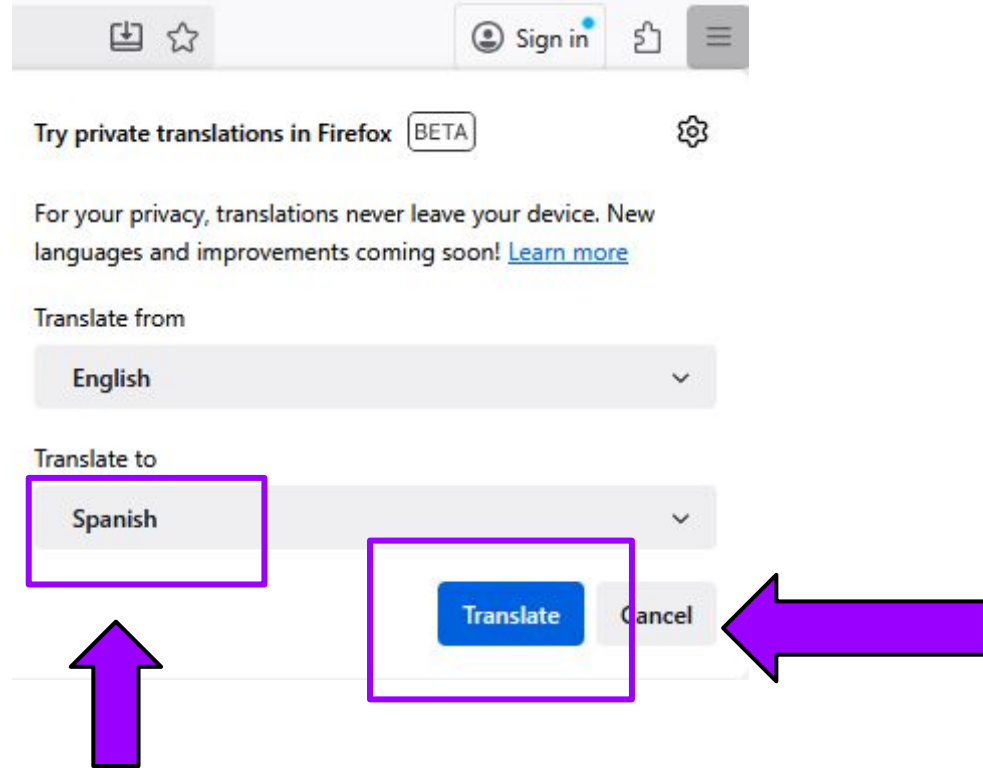 Sign in
Try private translations in Firefox BETA
For your privacy, translations never leave your device. New
languages and improvements coming soon! Learn more
Translate from
English
Translate to
Spanish
Translate Cancel